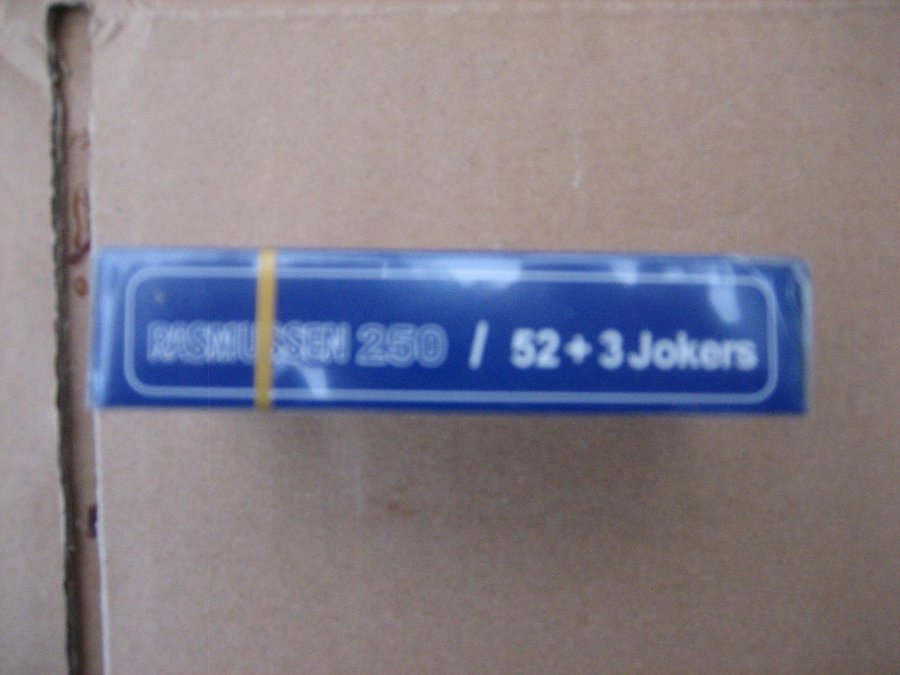 RASMUSSEN 250 / 52 + 3 Jokers